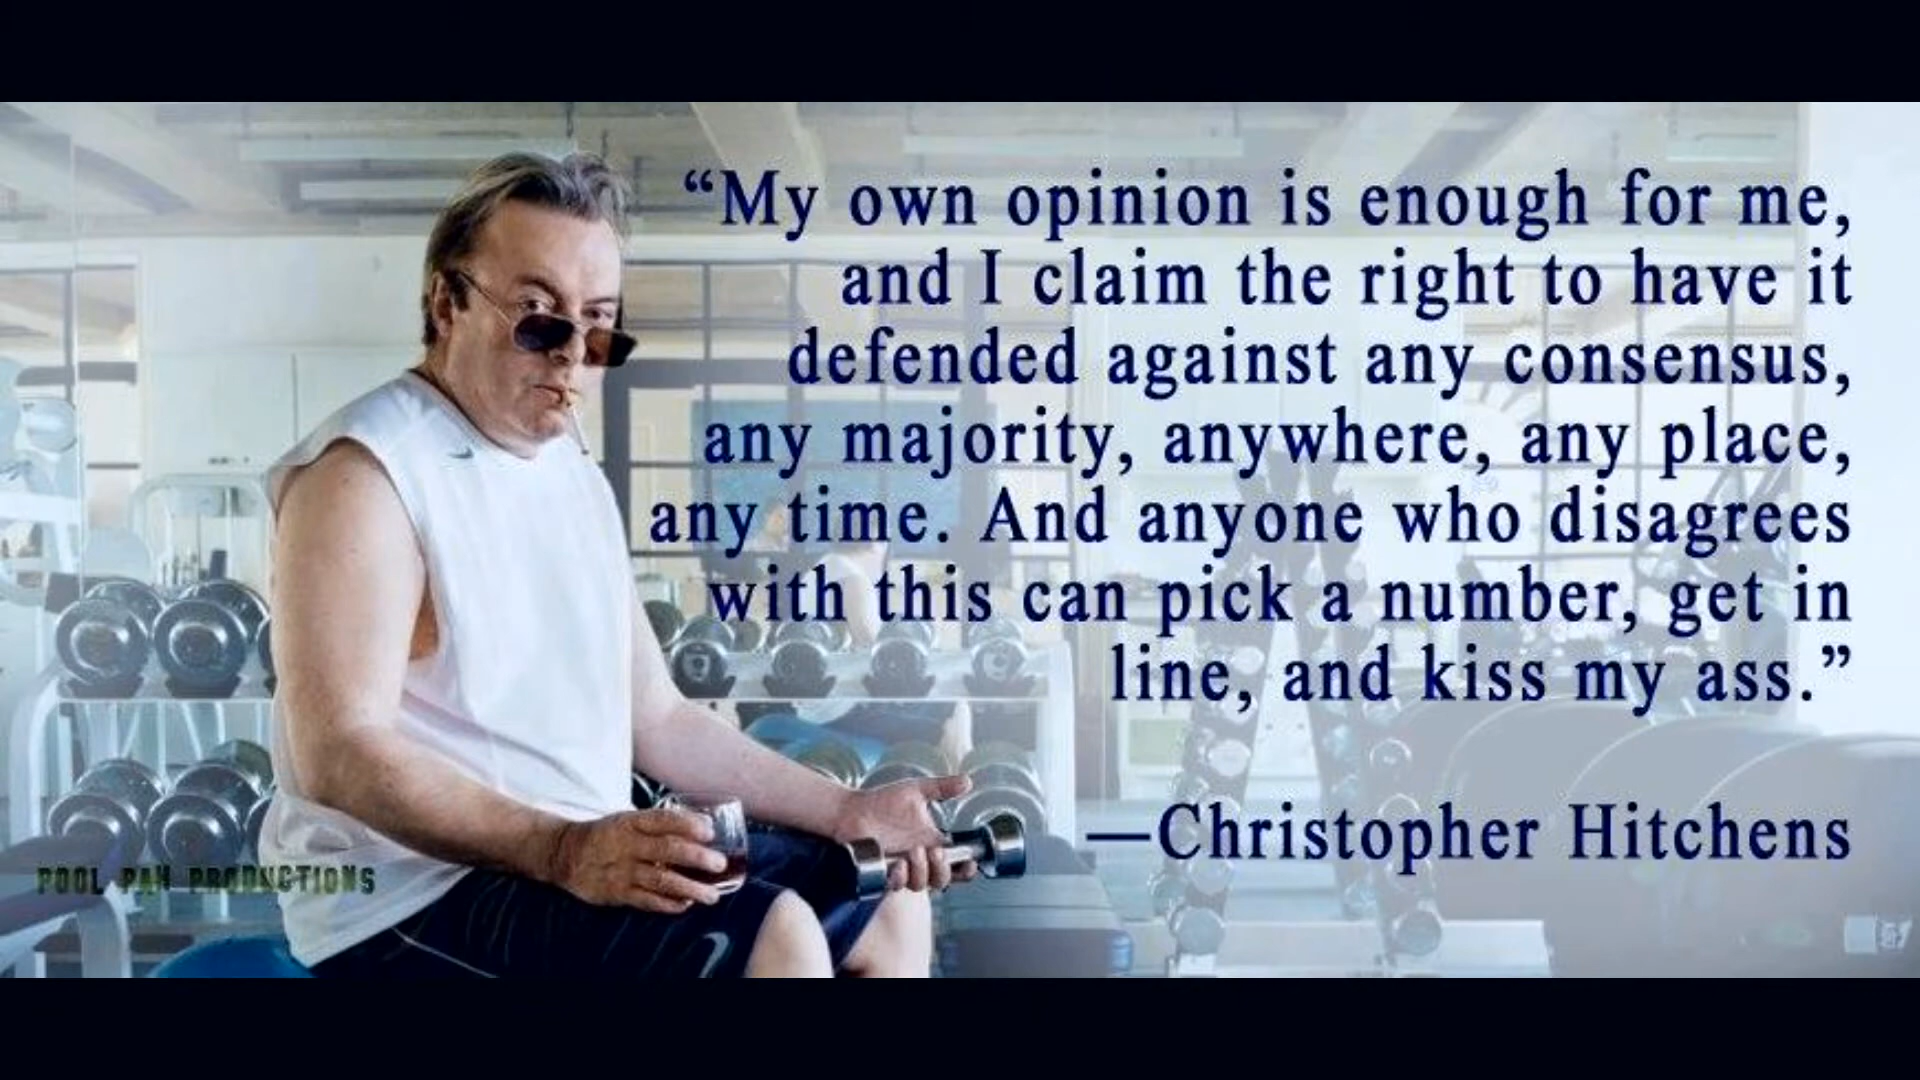 “My own opinion is enough for me,
and I claim the right to have it
defended against any consensus,
any majority, anywhere, any place,
any time. And anyone who disagrees
with this can pick a number, get in
line, and kiss my ass.”
—Christopher Hitchens
POOL PAH PRODUCTIONS